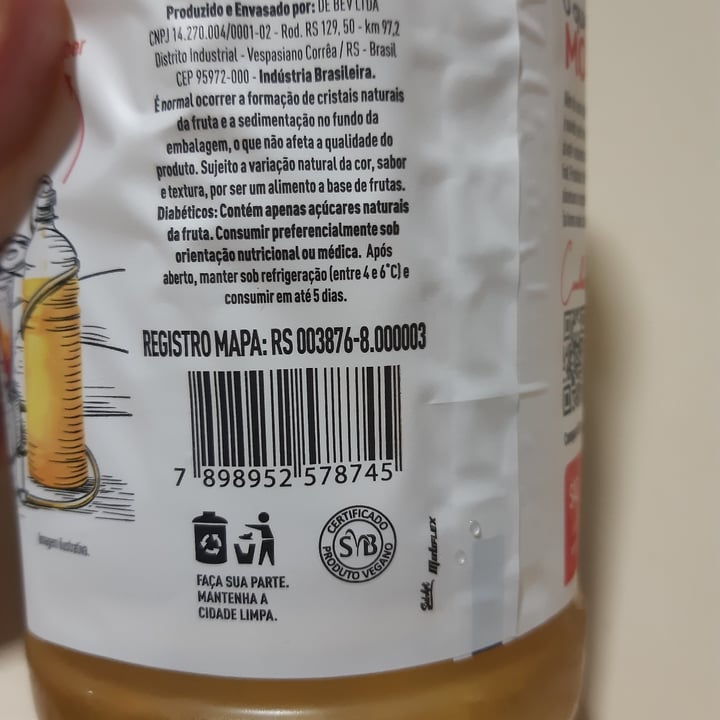 Produzido e Envasado por: DE BEV LTDA
CNPJ 14.270.004/0001-02 - Rod. RS 129, 50 - km 97,2
Distrito Industrial - Vespasiano Corrêa / RS - Brasil
CEP 95972-000 - Indústria Brasileira.
É normal ocorrer a formação de cristais naturais
da fruta e a sedimentação no fundo da
embalagem, o que não afeta a qualidade do
produto. Sujeito a variação natural da cor, sabor
e textura, por ser um alimento a base de frutas.
Diabéticos: Contém apenas açúcares naturais
da fruta. Consumir preferencialmente sob
orientação nutricional ou médica. Após
aberto, manter sob refrigeração (entre 4 e 6°C) e
consumir em até 5 dias.
REGISTRO MAPA: RS 003876-8.000003
7 898952 578745
CERTIFICADO
SVB
PRODUTO VEGANO
FAÇA SUA PARTE.
MANTENHA A
CIDADE LIMPA.
Imagem ilustrativa.